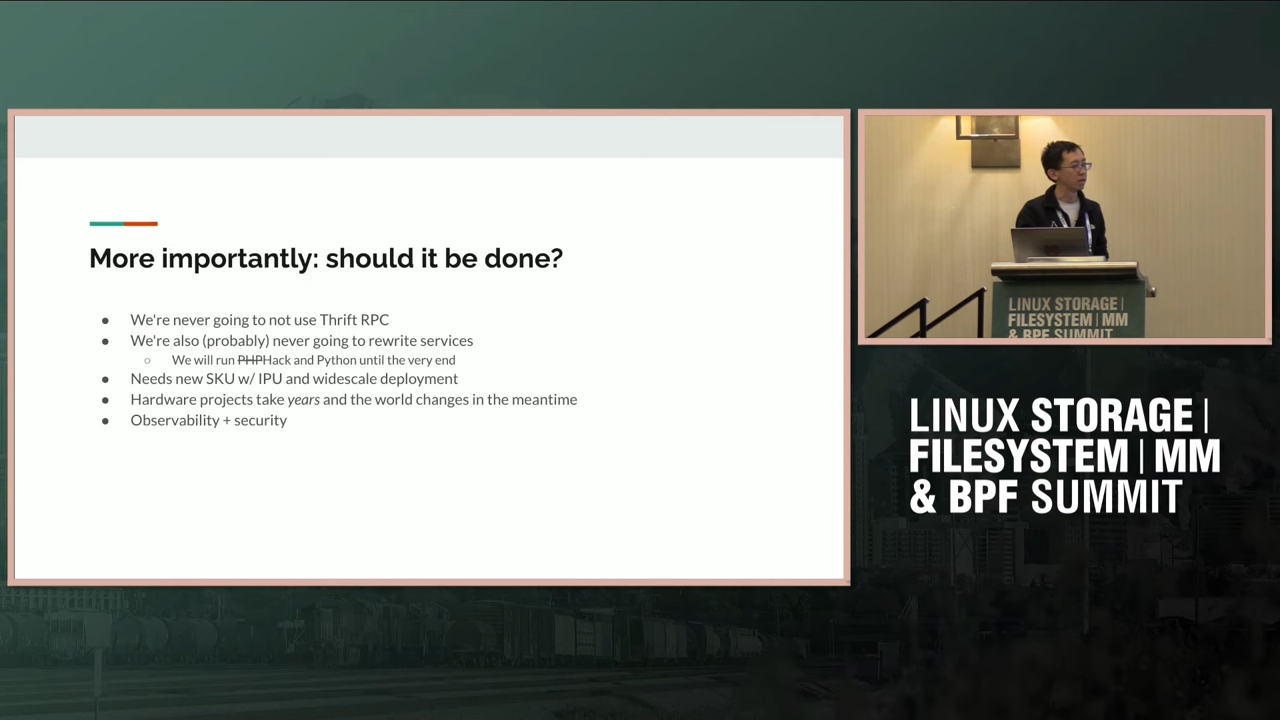 More importantly: should it be done?
● We're never going to not use Thrift RPC
● We're also (probably) never going to rewrite services
○ We will run PHPHack and Python until the very end
● Needs new SKU w/ IPU and widescale deployment
● Hardware projects take years and the world changes in the meantime
● Observability + security
LINUX STORAGE |
FILESYSTEM | MM
& BPF SUMMIT
LINUX STORAGE |
FILESYSTEM | MM
& BPF SUMMIT